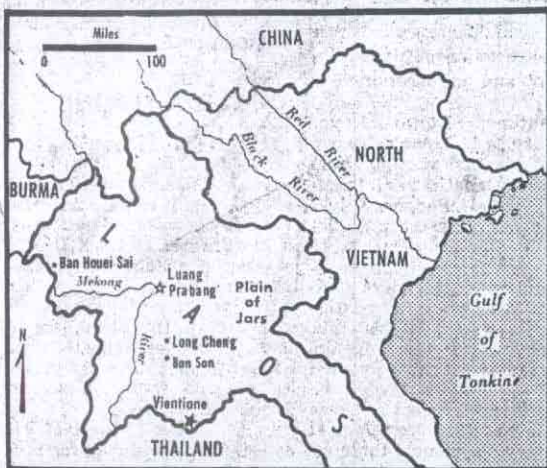 Miles
0 100
CHINA
Red
River
Black
River
NORTH
VIETNAM
BURMA
L
A
O
S
Ban Houei Sai
Mekong
River
Luang
Prabang
Plain
of
Jars
Long Cheng
Ban Son
Vientiane
THAILAND
Gulf
of
Tonkin
N